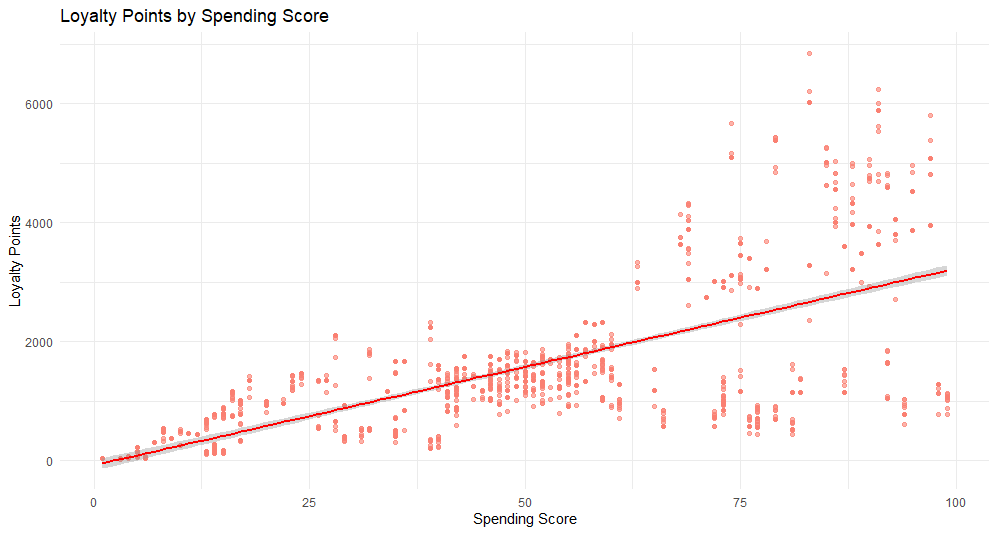 Loyalty Points by Spending Score
6000
4000
2000
0
Loyalty Points
0 25 50 75 100
Spending Score